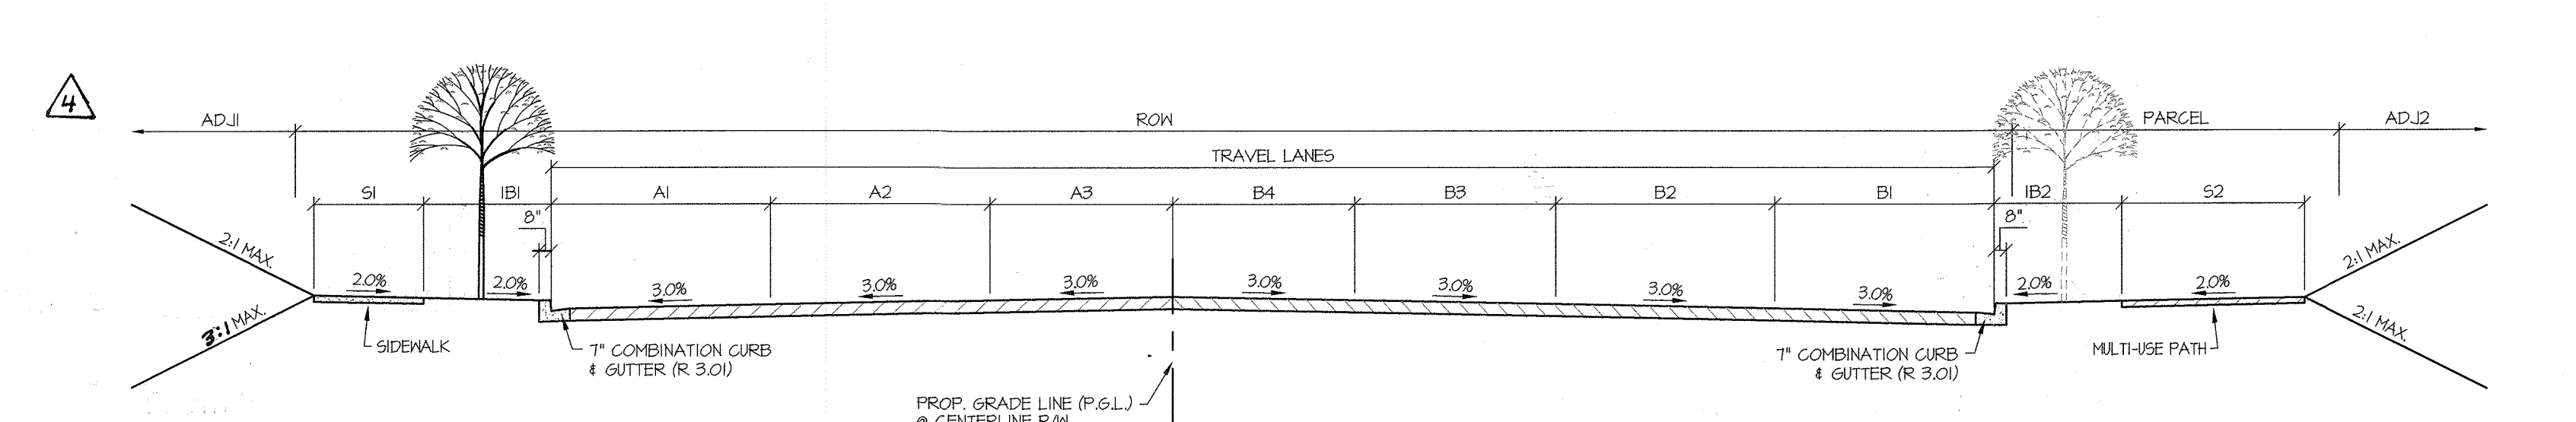 4
ADJ1 ROW PARCEL ADJ2
TRAVEL LANES
S1 IB1 A1 A2 A3 B4 B3 B2 B1 IB2 S2
8" 8"
2:1 MAX. 2:1 MAX.
2.0% 2.0% 3.0% 3.0% 3.0% 3.0% 3.0% 3.0% 3.0% 2.0% 2.0%
3:1 MAX. 2:1 MAX.
SIDEWALK
7" COMBINATION CURB
& GUTTER (R 3.01)
7" COMBINATION CURB
& GUTTER (R 3.01)
MULTI-USE PATH
PROP. GRADE LINE (P.G.L.)
@ CENTERLINE R/W